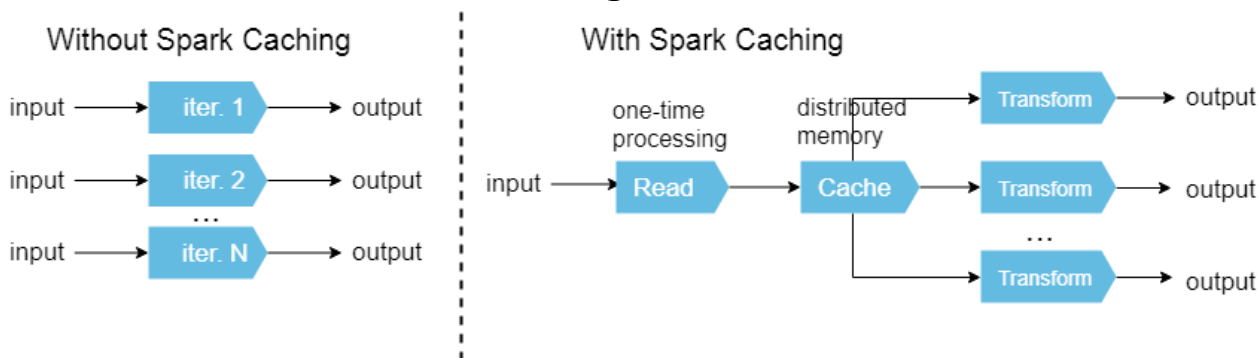 Without Spark Caching
input
iter. 1
output
input
iter. 2
output
...
input
iter. N
output
With Spark Caching
input
one-time
processing
Read
distributed
memory
Cache
Transform
output
Transform
output
...
Transform
output